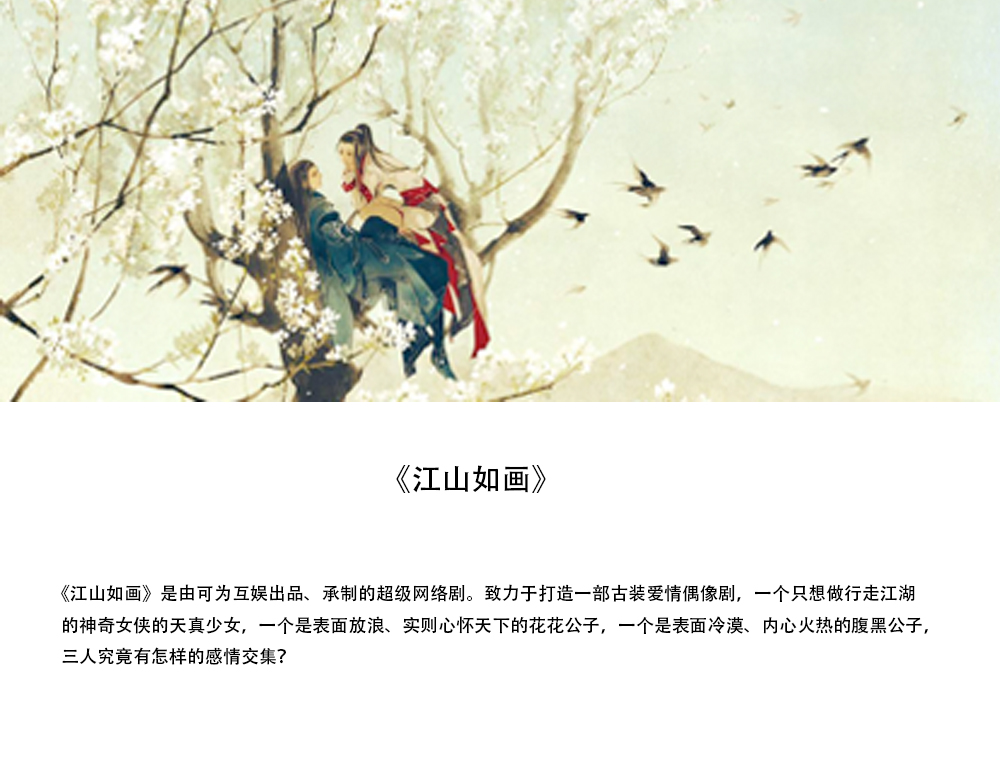 《江山如画》
《江山如画》是由可为互娱出品、承制的超级网络剧。致力于打造一部古装爱情偶像剧，一个只想做行走江湖
的神奇女侠的天真少女，一个是表面放浪、实则心怀天下的花花公子，一个是表面冷漠、内心火热的腹黑公子，
三人究竟有怎样的感情交集？